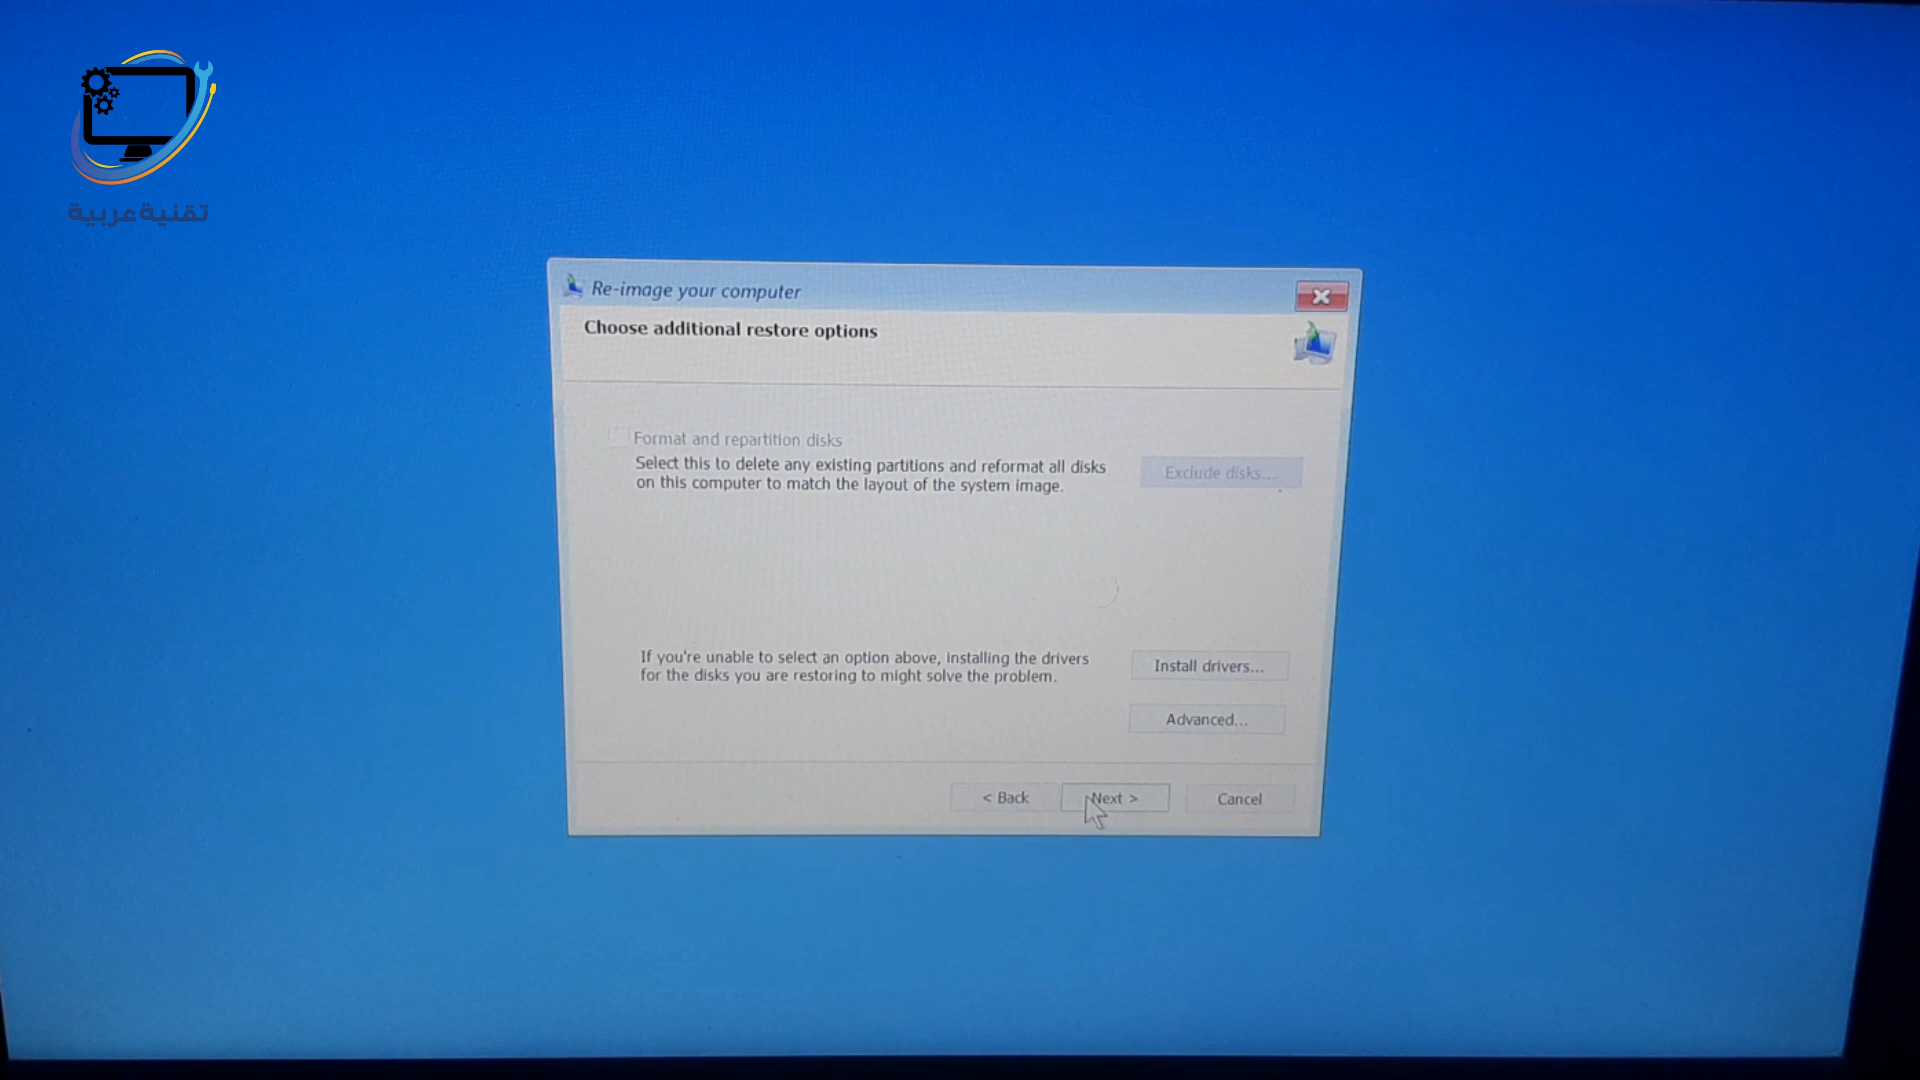 تقنية عربية
Re-image your computer
Choose additional restore options
Format and repartition disks
Select this to delete any existing partitions and reformat all disks
on this computer to match the layout of the system image.
Exclude disks...
If you're unable to select an option above, installing the drivers
for the disks you are restoring to might solve the problem.
Install drivers...
Advanced...
< Back
Next >
Cancel